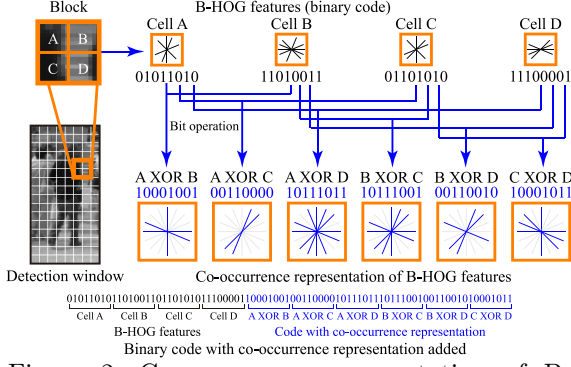 Block
B-HOG features (binary code)
Cell A Cell B Cell C Cell D
A B
C D
01011010 11010011 01101010 11100001
Bit operation
A XOR B A XOR C A XOR D B XOR C B XOR D C XOR D
10001001 00110000 10111011 10111001 00110010 10001011
Detection window
Co-occurrence representation of B-HOG features
01011010110100110110101011100001100010010011000010111011101110010011001010001011
Cell A Cell B Cell C Cell D A XOR B A XOR C A XOR D B XOR C B XOR D C XOR D
B-HOG features Code with co-occurrence representation
Binary code with co-occurrence representation added